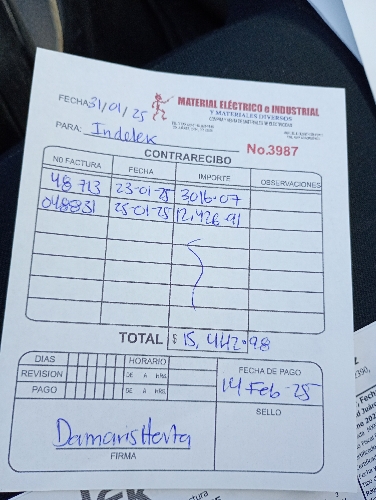 FECHA 31/01/25
MATERIAL ELÉCTRICO e INDUSTRIAL
Y MATERIALES DIVERSOS
PARA: Indelek
No.3987
CONTRARECIBO
NO FACTURA FECHA IMPORTE OBSERVACIONES
48713 23-01-25 3016.07
048831 25-01-25 12,426.91
TOTAL $ 15,442.98
DIAS HORARIO FECHA DE PAGO
REVISION DE A HRS.
PAGO DE A HRS. 14 Feb-25
SELLO
Damaris Horta
FIRMA